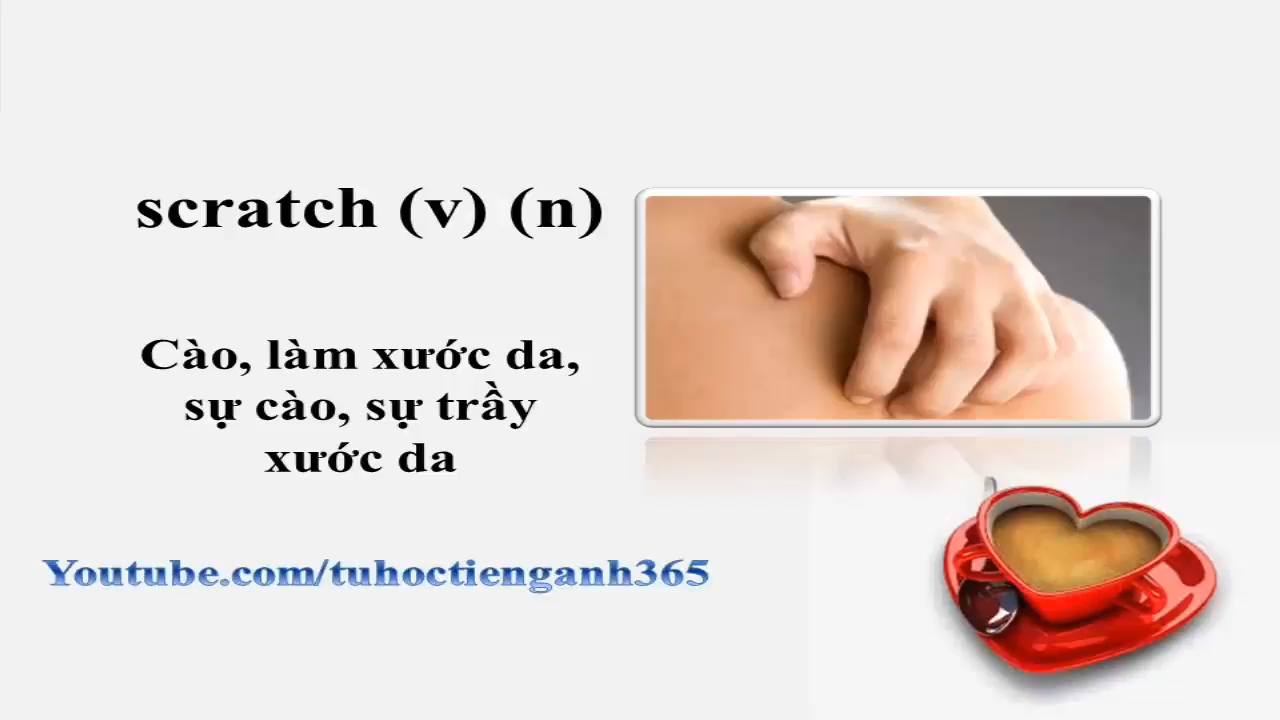 scratch (v) (n)
Cào, làm xước da,
sự cào, sự trầy
xước da
Youtube.com/tuhoctienganh365